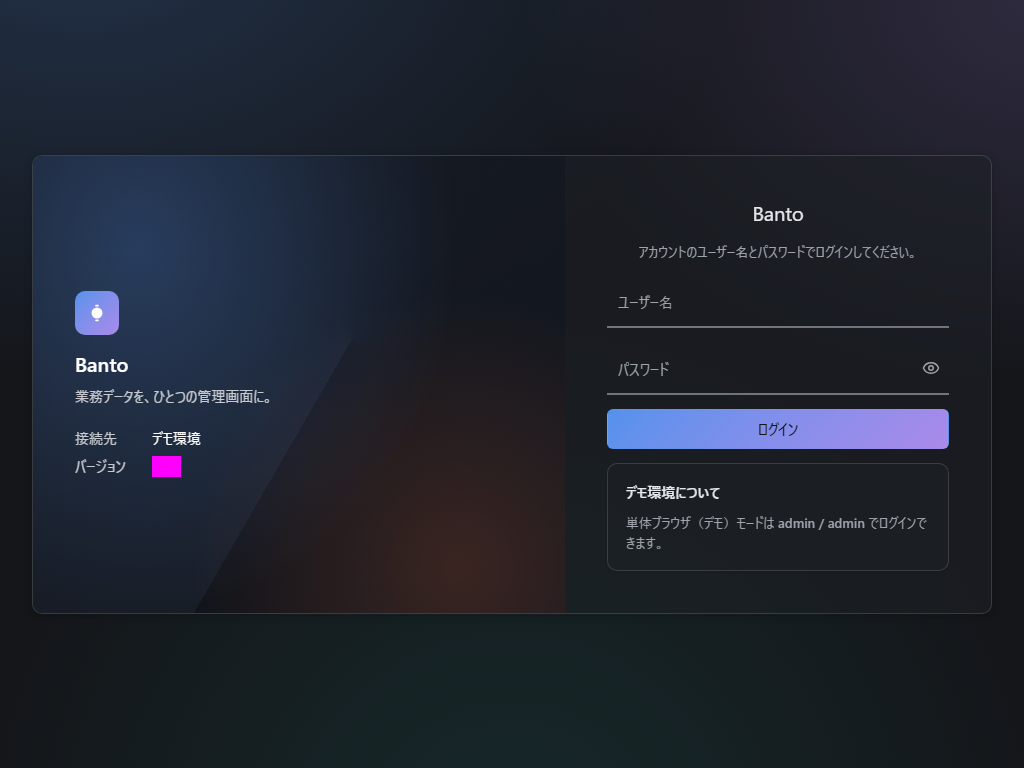 Banto
業務データを、ひとつの管理画面に。
接続先 デモ環境
バージョン
Banto
アカウントのユーザー名とパスワードでログインしてください。
ユーザー名
パスワード
ログイン
デモ環境について
単体ブラウザ（デモ）モードは admin / admin でログインで
きます。